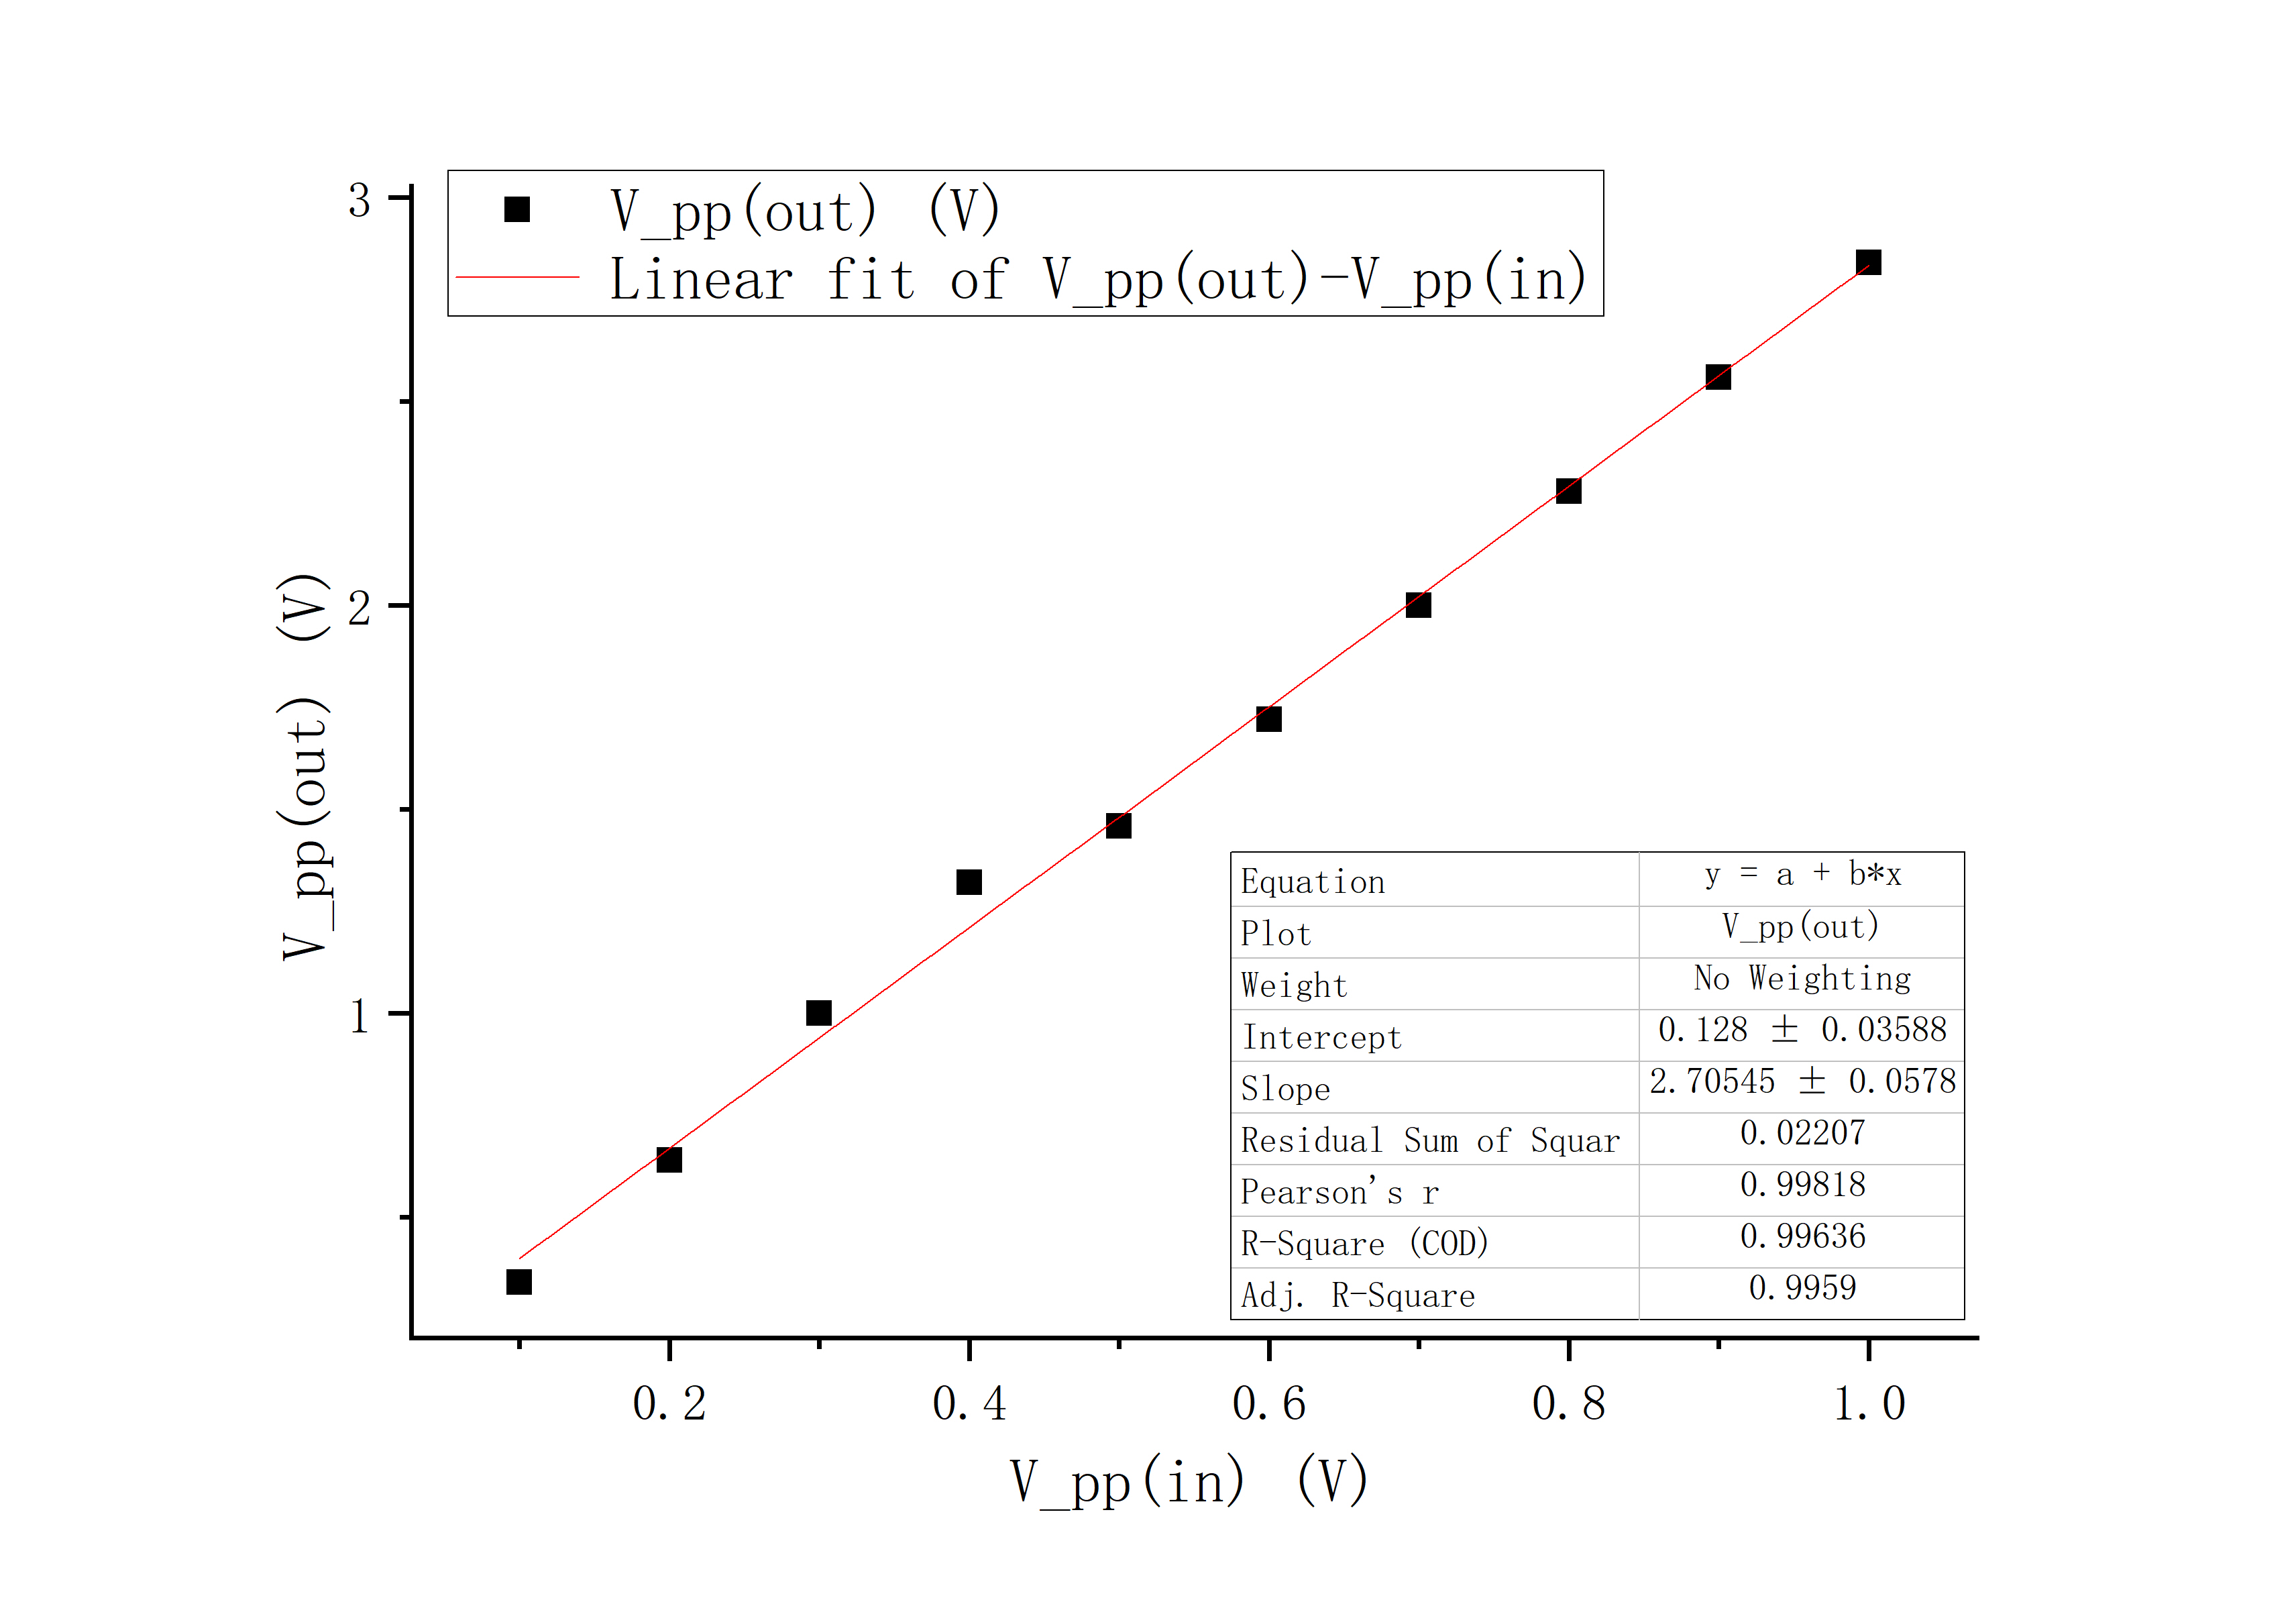 V_pp(out) (V)
Linear fit of V_pp(out)-V_pp(in)
3
2
1
V_pp(out) (V)
Equation y = a + b*x
Plot V_pp(out)
Weight No Weighting
Intercept 0.128 ± 0.03588
Slope 2.70545 ± 0.0578
Residual Sum of Squar 0.02207
Pearson's r 0.99818
R-Square (COD) 0.99636
Adj. R-Square 0.9959
0.2 0.4 0.6 0.8 1.0
V_pp(in) (V)